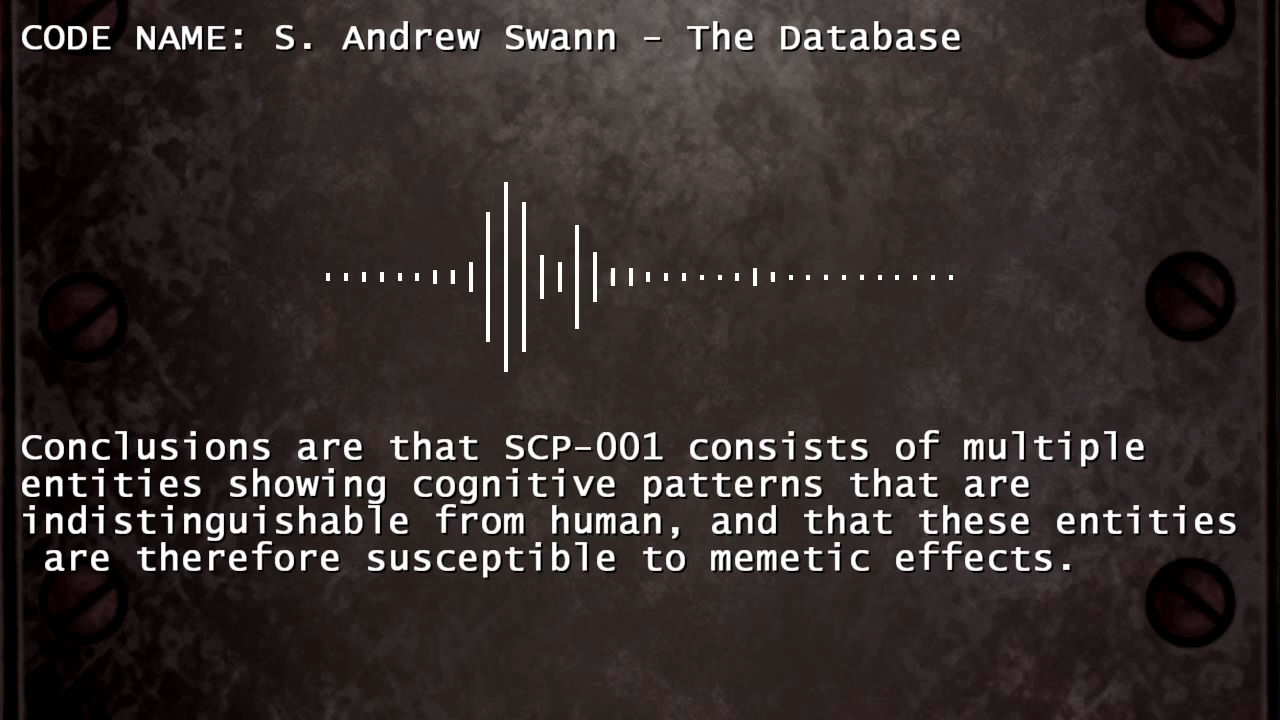 CODE NAME: S. Andrew Swann - The Database
Conclusions are that SCP-001 consists of multiple
entities showing cognitive patterns that are
indistinguishable from human, and that these entities
are therefore susceptible to memetic effects.